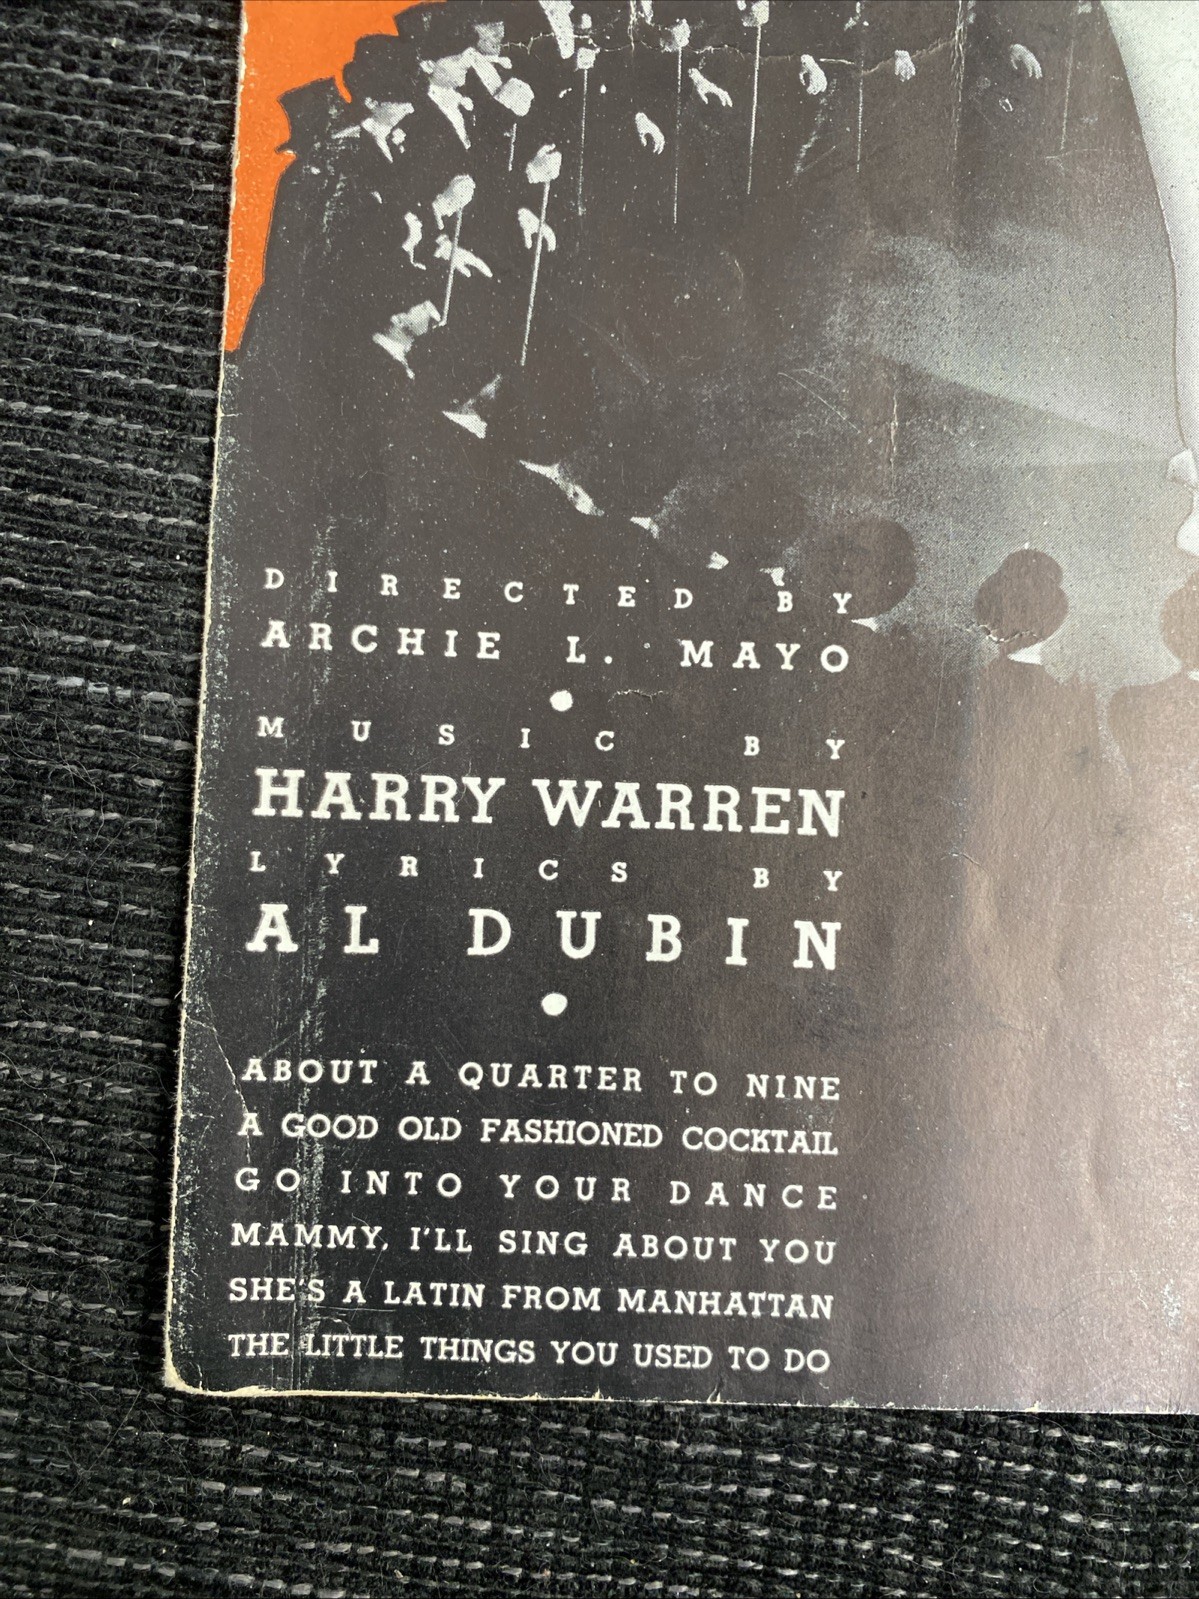 DIRECTED BY
ARCHIE L. MAYO
MUSIC BY
HARRY WARREN
LYRICS BY
AL DUBIN
ABOUT A QUARTER TO NINE
A GOOD OLD FASHIONED COCKTAIL
GO INTO YOUR DANCE
MAMMY, I'LL SING ABOUT YOU
SHE'S A LATIN FROM MANHATTAN
THE LITTLE THINGS YOU USED TO DO